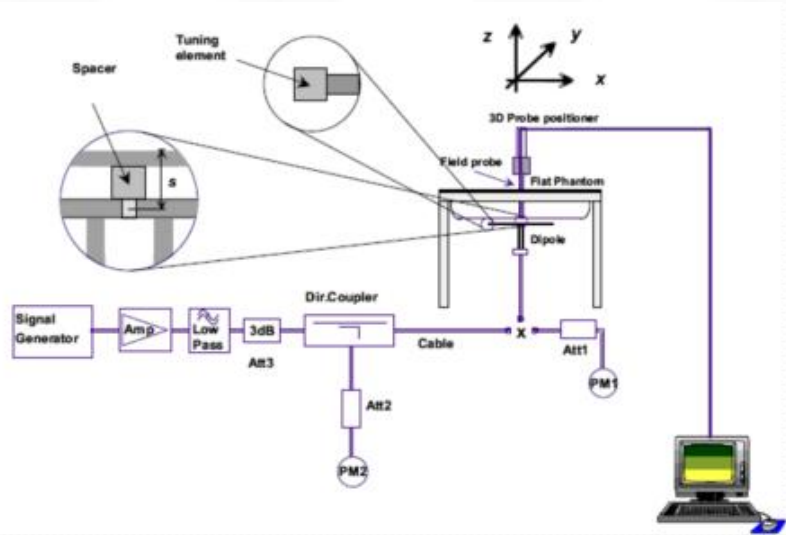 Tuning
element
Spacer
s
z
y
x
3D Probe positioner
Field probe
Flat Phantom
Dipole
Dir.Coupler
Signal
Generator
Amp
Low
Pass
3dB
Att3
Cable
x
Att1
PM1
Att2
PM2